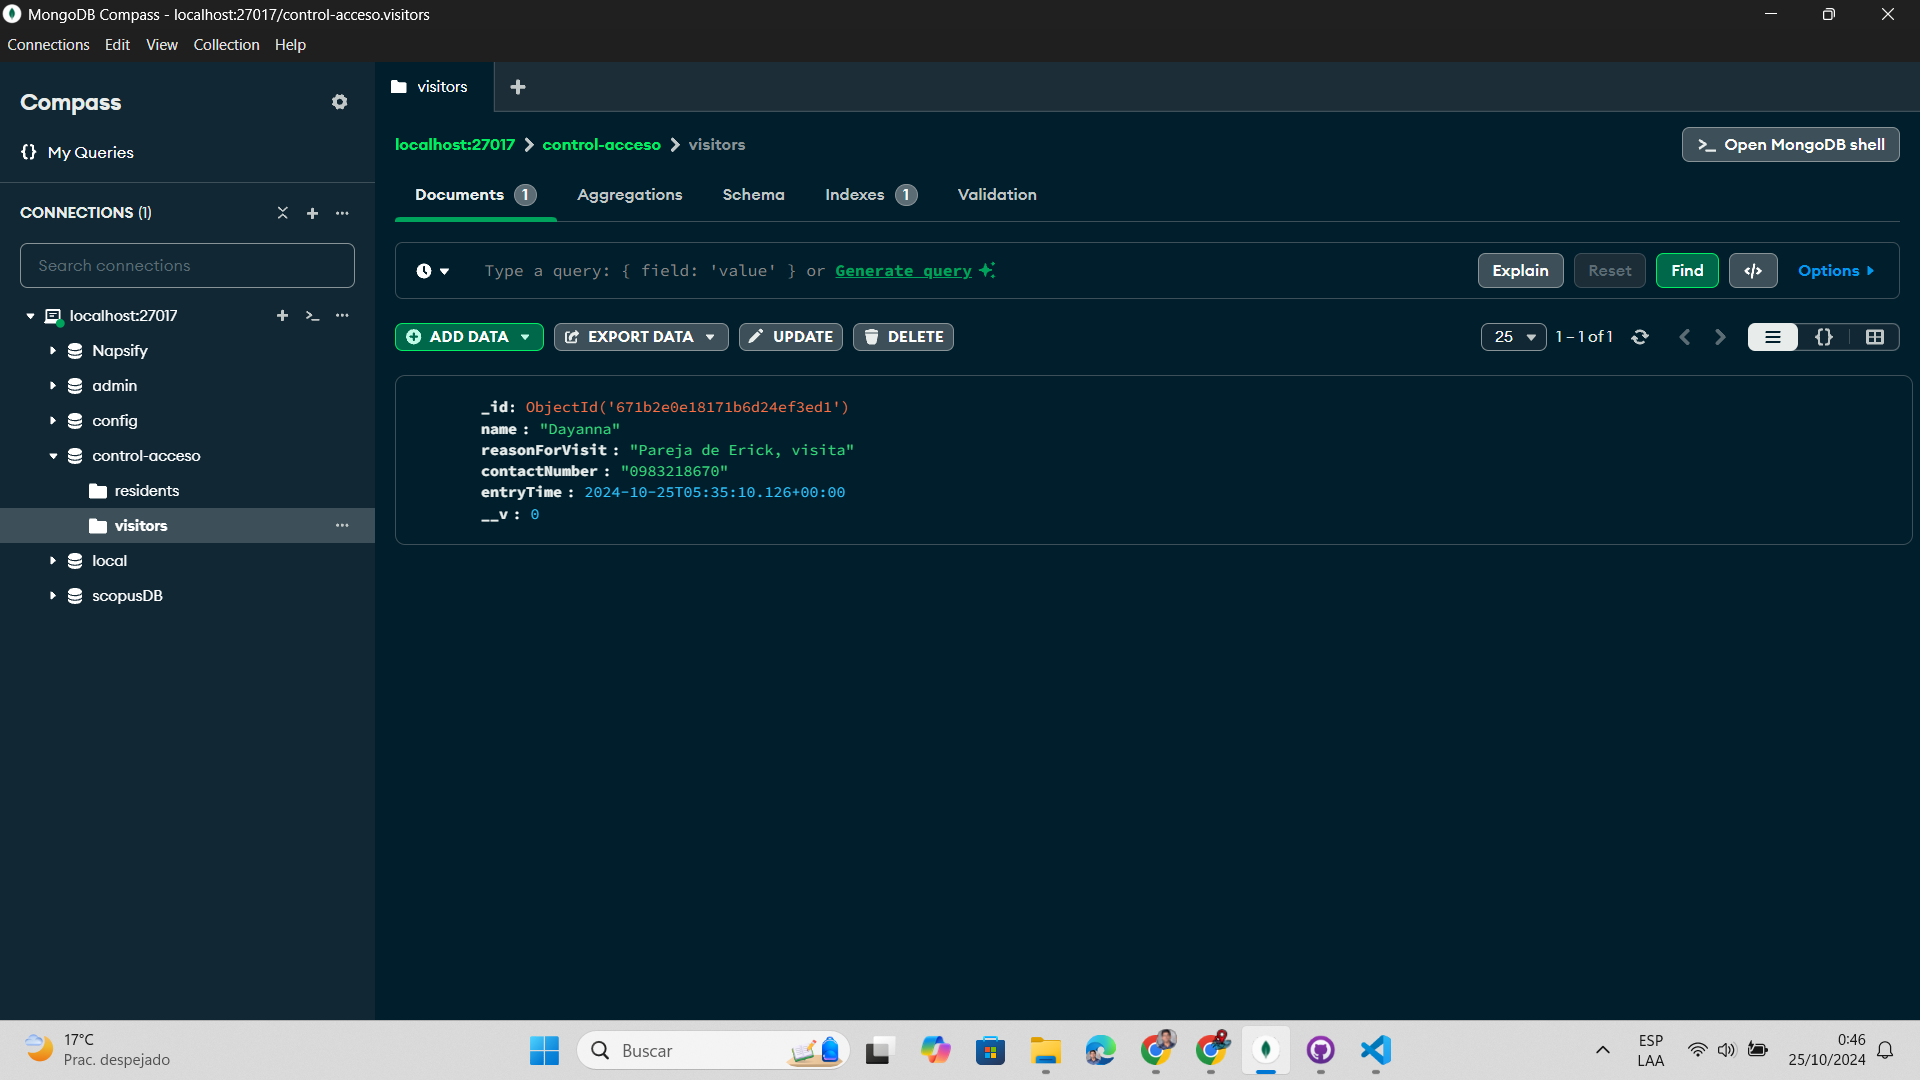 MongoDB Compass - localhost:27017/control-acceso.visitors
Connections Edit View Collection Help
Compass
{} My Queries
CONNECTIONS (1)
Search connections
localhost:27017
Napsify
admin
config
control-acceso
residents
visitors
local
scopusDB
visitors
localhost:27017 > control-acceso > visitors
>_ Open MongoDB shell
Documents 1 Aggregations Schema Indexes 1 Validation
Type a query: { field: 'value' } or Generate query
Explain Reset Find </> Options
ADD DATA EXPORT DATA UPDATE DELETE
25 1 – 1 of 1 {}
_id: ObjectId('671b2e0e18171b6d24ef3ed1')
name : "Dayanna"
reasonForVisit : "Pareja de Erick, visita"
contactNumber : "0983218670"
entryTime : 2024-10-25T05:35:10.126+00:00
__v : 0
17°C
Prac. despejado
Buscar
ESP
LAA
0:46
25/10/2024